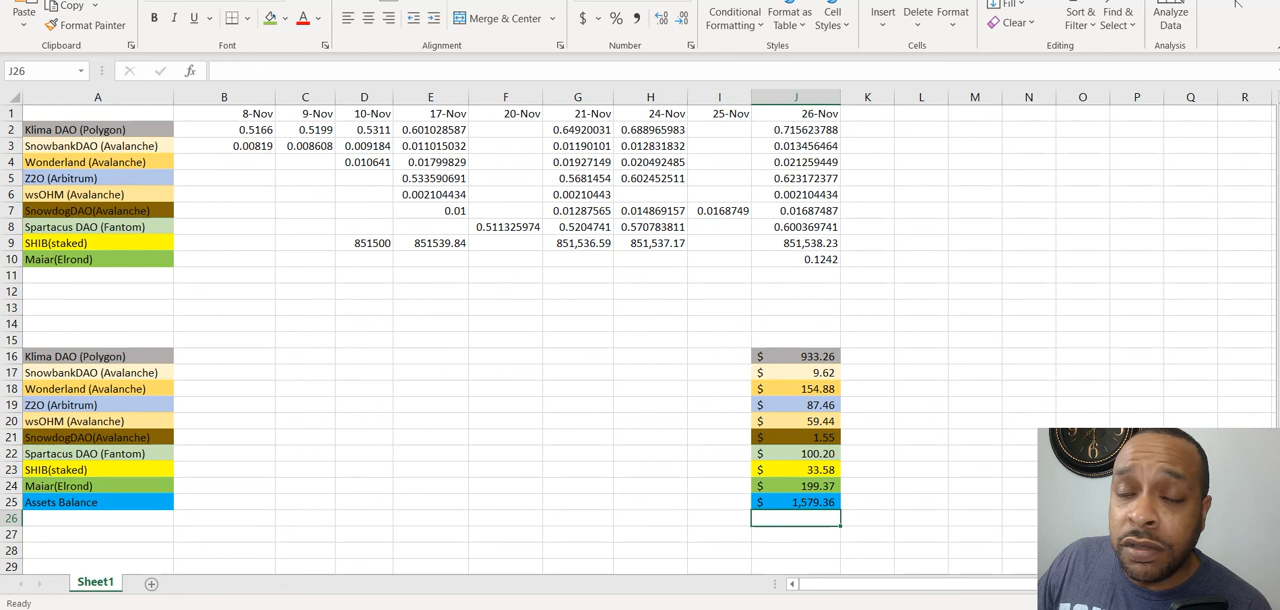 Paste Copy Format Painter B I U Merge & Center $ % Conditional Formatting Format as Table Cell Styles Insert Delete Format Fill Clear Sort & Filter Find & Select Analyze Data
Clipboard Font Alignment Number Styles Cells Editing Analysis
J26 fx
A B C D E F G H I J K L M N O P Q R
1 8-Nov 9-Nov 10-Nov 17-Nov 20-Nov 21-Nov 24-Nov 25-Nov 26-Nov
2 Klima DAO (Polygon) 0.5166 0.5199 0.5311 0.601028587 0.64920031 0.688965983 0.715623788
3 SnowbankDAO (Avalanche) 0.00819 0.008608 0.009184 0.011015032 0.01190101 0.012831832 0.013456464
4 Wonderland (Avalanche) 0.010641 0.01799829 0.01927149 0.020492485 0.021259449
5 Z2O (Arbitrum) 0.533590691 0.5681454 0.602452511 0.623172377
6 wsOHM (Avalanche) 0.002104434 0.00210443 0.002104434
7 SnowdogDAO(Avalanche) 0.01 0.01287565 0.014869157 0.0168749 0.01687487
8 Spartacus DAO (Fantom) 0.511325974 0.5204741 0.570783811 0.600369741
9 SHIB(staked) 851500 851539.84 851,536.59 851,537.17 851,538.23
10 Maiar(Elrond) 0.1242
11
12
13
14
15
16 Klima DAO (Polygon) $ 933.26
17 SnowbankDAO (Avalanche) $ 9.62
18 Wonderland (Avalanche) $ 154.88
19 Z2O (Arbitrum) $ 87.46
20 wsOHM (Avalanche) $ 59.44
21 SnowdogDAO(Avalanche) $ 1.55
22 Spartacus DAO (Fantom) $ 100.20
23 SHIB(staked) $ 33.58
24 Maiar(Elrond) $ 199.37
25 Assets Balance $ 1,579.36
26
27
28
29
Sheet1
Ready